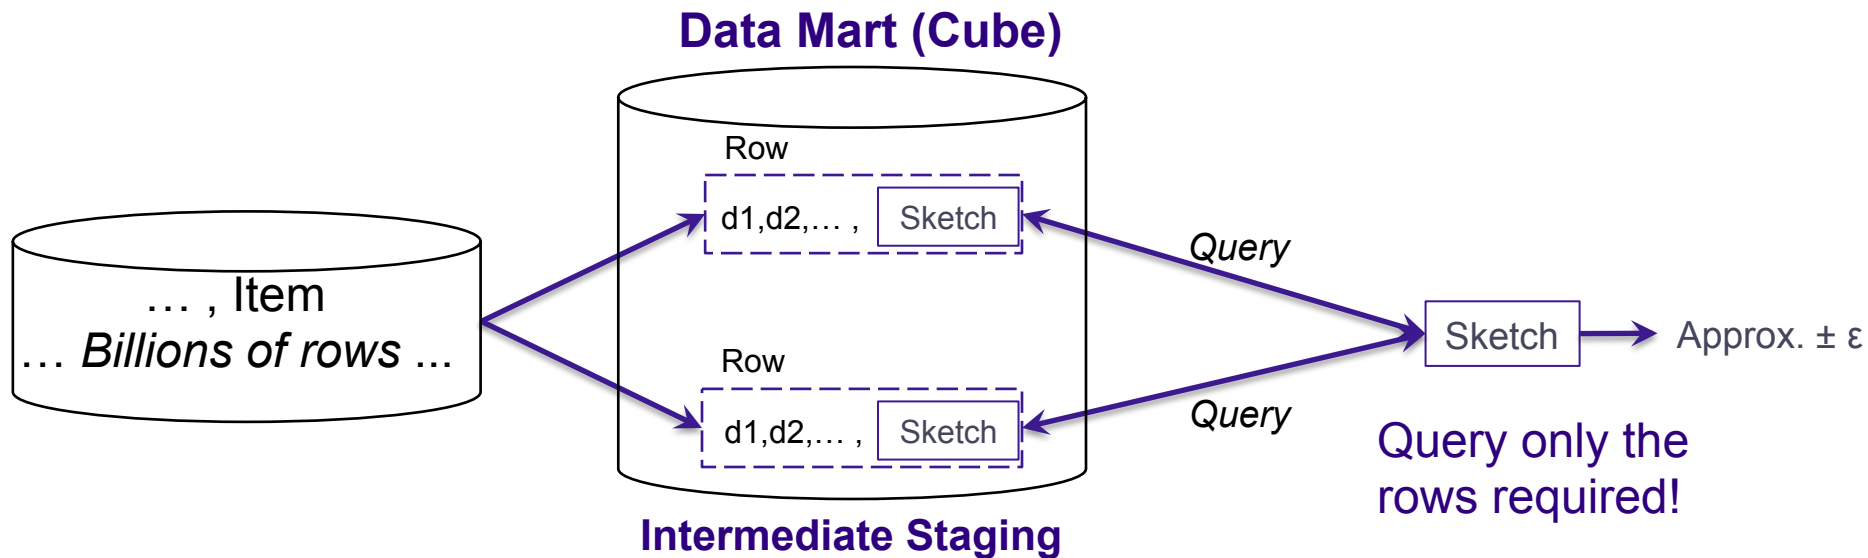 Data Mart (Cube)
Row
d1,d2,… , Sketch
Query
… , Item
… Billions of rows ...
Sketch
Approx. ± ε
Row
d1,d2,… , Sketch
Query
Query only the
rows required!
Intermediate Staging